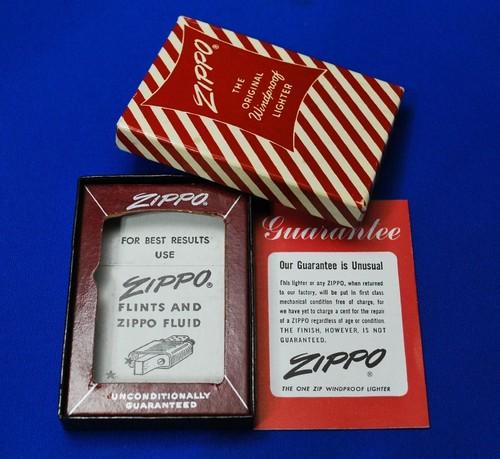 ZIPPO®
THE
ORIGINAL
Windproof
LIGHTER
ZIPPO®
FOR BEST RESULTS
USE
ZIPPO®
FLINTS AND
ZIPPO FLUID
UNCONDITIONALLY
GUARANTEED
Guarantee
Our Guarantee is Unusual
This lighter or any ZIPPO, when returned
to our factory, will be put in first class
mechanical condition free of charge, for
we have yet to charge a cent for the repair
of a ZIPPO regardless of age or condition.
THE FINISH, HOWEVER, IS NOT
GUARANTEED.
ZIPPO®
THE ONE ZIP WINDPROOF LIGHTER